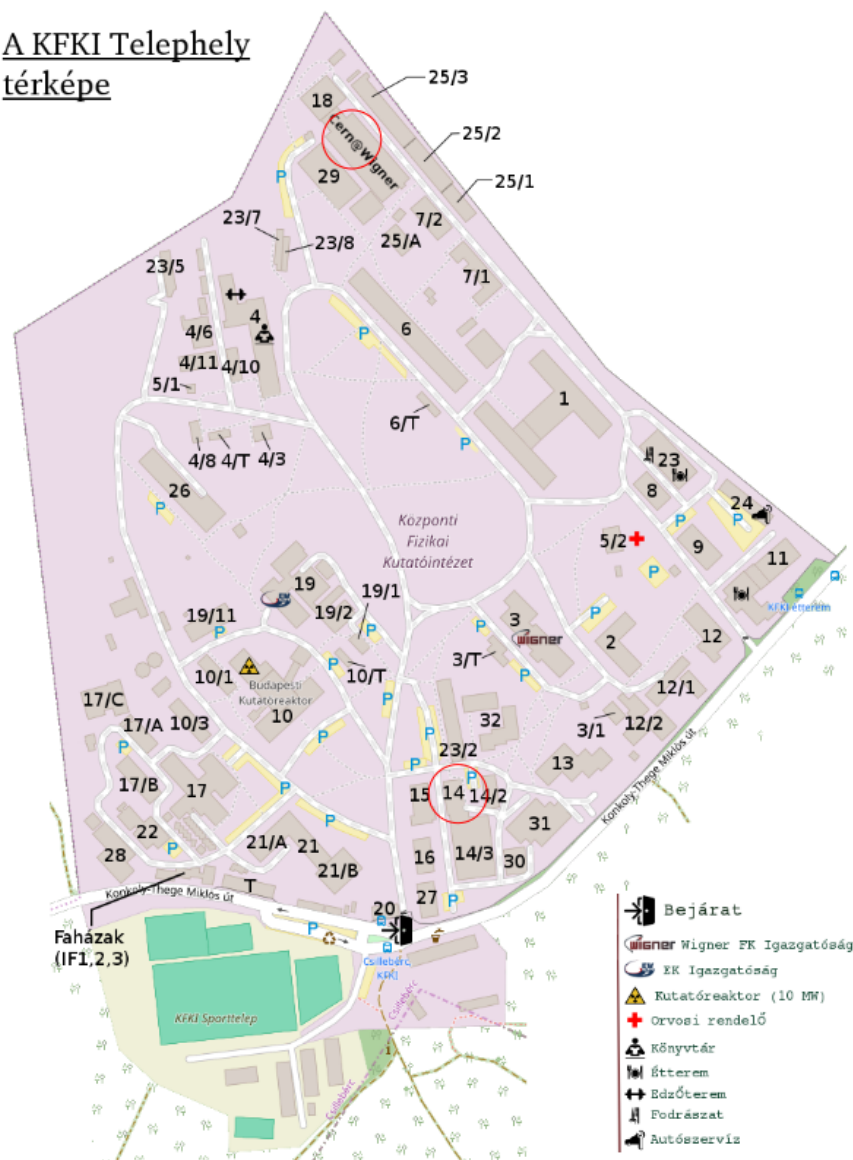 A KFKI Telephely
térképe
25/3
18
Cern@Wigner
25/2
29
P
25/1
23/7
7/2
23/8
25/A
23/5
7/1
4
4/6
6
P
4/11
4/10
5/1
1
6/T
P
4/8
4/T
4/3
23
26
8
P
24
P
P
Központi
Fizikai
Kutatóintézet
5/2
9
11
P
19
19/1
KFKI étterem
19/11
19/2
P
P
P
3
wigner
P
2
12
3/T
P
10/1
P
10/T
Budapesti
Kutatóreaktor
P
12/1
17/C
17/A
10/3
10
32
3/1
12/2
P
P
P
23/2
Konkoly-Thege Miklós út
P
P
13
17/B
17
P
15
14
14/2
22
P
31
P
21/A
21
28
16
14/3
30
21/B
T
27
P
Konkoly-Thege Miklós út
20
P
Faházak
(IF1,2,3)
Csillebérc,
KFKI
Csillebérc
KFKI Sporttelep
1
Csillebérc
Bejárat
wigner Wigner FK Igazgatóság
EK EK Igazgatóság
Kutatóreaktor (10 MW)
Orvosi rendelő
Könyvtár
Étterem
Edzőterem
Fodrászat
Autószervíz